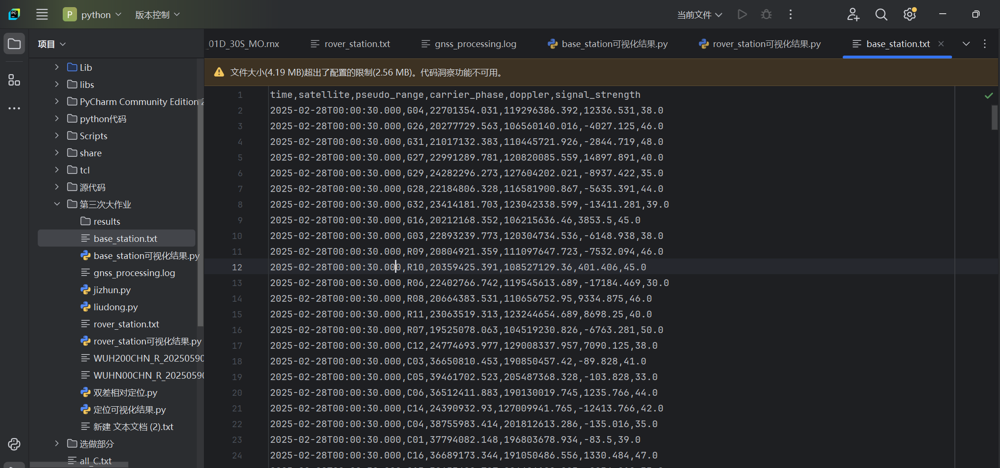 P python 版本控制 当前文件
项目
_01D_30S_MO.rnx rover_station.txt gnss_processing.log base_station可视化结果.py rover_station可视化结果.py base_station.txt
文件大小(4.19 MB)超出了配置的限制(2.56 MB)。代码洞察功能不可用。
Lib
libs
PyCharm Community Edition 2
python代码
Scripts
share
tcl
源代码
第三次大作业
results
base_station.txt
base_station可视化结果.py
gnss_processing.log
jizhun.py
liudong.py
rover_station.txt
rover_station可视化结果.py
WUH200CHN_R_20250590
WUHN00CHN_R_20250590
双差相对定位.py
定位可视化结果.py
新建 文本文档 (2).txt
选做部分
all_C.txt
1 time,satellite,pseudo_range,carrier_phase,doppler,signal_strength
2 2025-02-28T00:00:30.000,G04,22701354.031,119296386.392,12336.531,38.0
3 2025-02-28T00:00:30.000,G26,20277729.563,106560140.016,-4027.125,46.0
4 2025-02-28T00:00:30.000,G31,21017132.383,110445721.926,-2844.719,48.0
5 2025-02-28T00:00:30.000,G27,22991289.781,120820085.559,14897.891,40.0
6 2025-02-28T00:00:30.000,G29,24282296.273,127604202.021,-8937.422,35.0
7 2025-02-28T00:00:30.000,G28,22184806.328,116581900.867,-5635.391,44.0
8 2025-02-28T00:00:30.000,G32,23414181.703,123042338.599,-13411.281,39.0
9 2025-02-28T00:00:30.000,G16,20212168.352,106215636.46,3853.5,45.0
10 2025-02-28T00:00:30.000,G03,22893239.773,120304734.536,-6148.938,38.0
11 2025-02-28T00:00:30.000,R09,20804921.359,111097647.723,-7532.094,46.0
12 2025-02-28T00:00:30.000,R10,20359425.391,108527129.36,401.406,45.0
13 2025-02-28T00:00:30.000,R06,22402766.742,119545613.689,-17184.469,30.0
14 2025-02-28T00:00:30.000,R08,20664383.531,110656752.95,9334.875,46.0
15 2025-02-28T00:00:30.000,R11,23063519.313,123244654.689,8698.25,40.0
16 2025-02-28T00:00:30.000,R07,19525078.063,104519230.826,-6763.281,50.0
17 2025-02-28T00:00:30.000,C12,24774693.977,129008337.957,7090.125,38.0
18 2025-02-28T00:00:30.000,C03,36650810.453,190850457.42,-89.828,41.0
19 2025-02-28T00:00:30.000,C05,39461702.523,205487368.328,-103.828,33.0
20 2025-02-28T00:00:30.000,C06,36512411.883,190130019.745,1235.766,44.0
21 2025-02-28T00:00:30.000,C14,24390932.93,127009941.765,-12413.766,42.0
22 2025-02-28T00:00:30.000,C04,38755983.414,201812613.286,-135.016,35.0
23 2025-02-28T00:00:30.000,C01,37794082.148,196803678.934,-83.5,39.0
24 2025-02-28T00:00:30.000,C16,36689173.344,191050486.556,1330.484,47.0